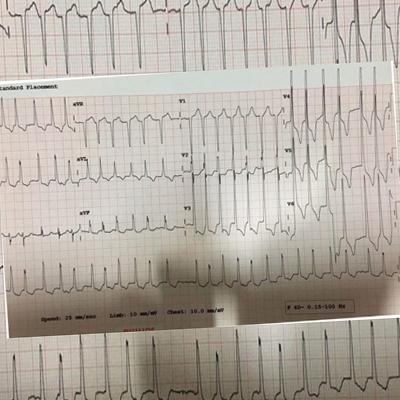 tandard Placement
aVR V1 V4
aVL V2 V5
aVF V3 V6
Speed: 25 mm/sec Limb: 10 mm/mV Chest: 10.0 mm/mV
F 60~ 0.15-100 Hz